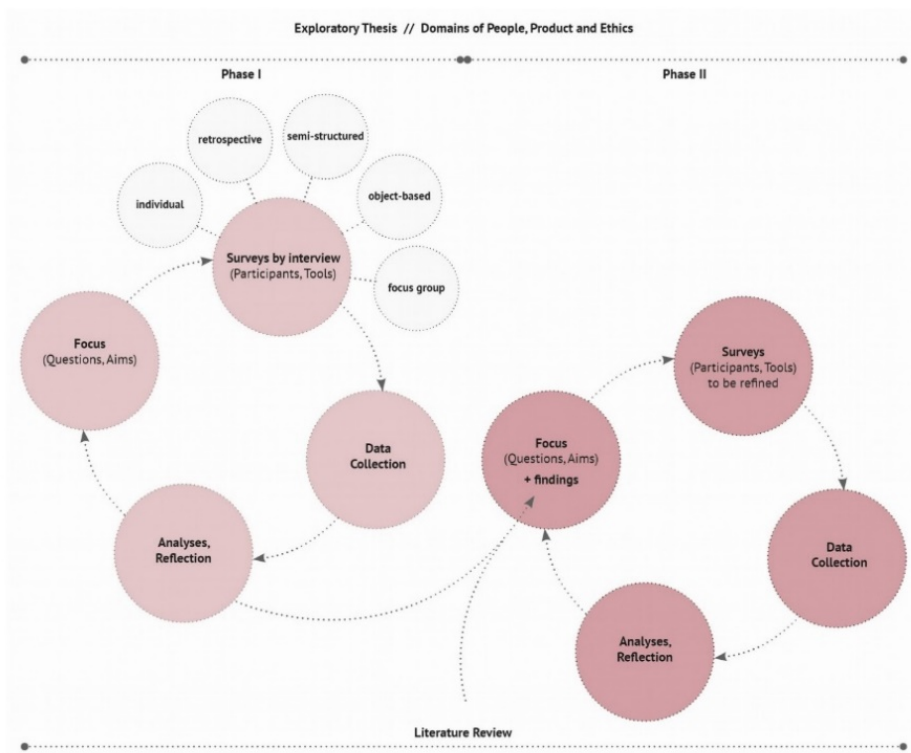 Exploratory Thesis // Domains of People, Product and Ethics
Phase I
Phase II
individual
retrospective
semi-structured
object-based
focus group
Surveys by interview
(Participants, Tools)
Focus
(Questions, Aims)
Data
Collection
Analyses,
Reflection
Focus
(Questions, Aims)
+ findings
Surveys
(Participants, Tools)
to be refined
Data
Collection
Analyses,
Reflection
Literature Review